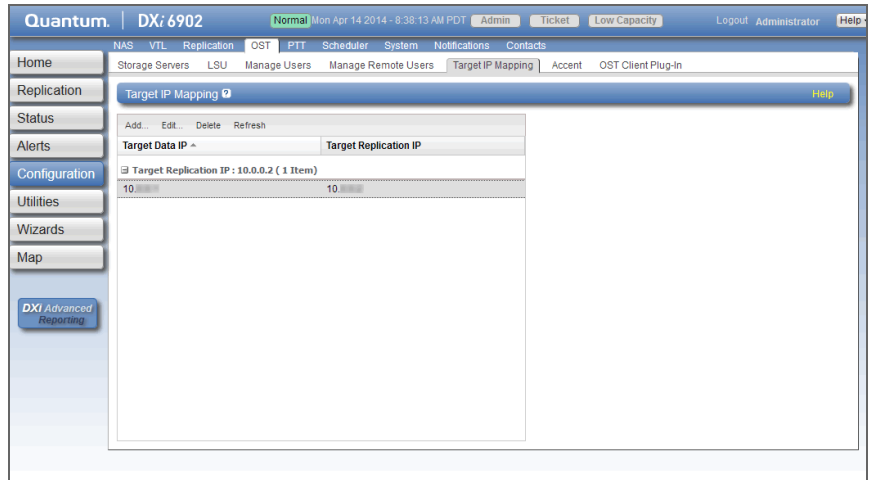 Quantum. DXi 6902 Normal Mon Apr 14 2014 - 8:38:13 AM PDT Admin Ticket Low Capacity Logout Administrator Help
NAS VTL Replication OST PTT Scheduler System Notifications Contacts
Storage Servers LSU Manage Users Manage Remote Users Target IP Mapping Accent OST Client Plug-In
Home
Replication
Status
Alerts
Configuration
Utilities
Wizards
Map
DXi Advanced
Reporting
Target IP Mapping ? Help
Add... Edit... Delete Refresh
Target Data IP Target Replication IP
Target Replication IP : 10.0.0.2 ( 1 Item)
10. 10.